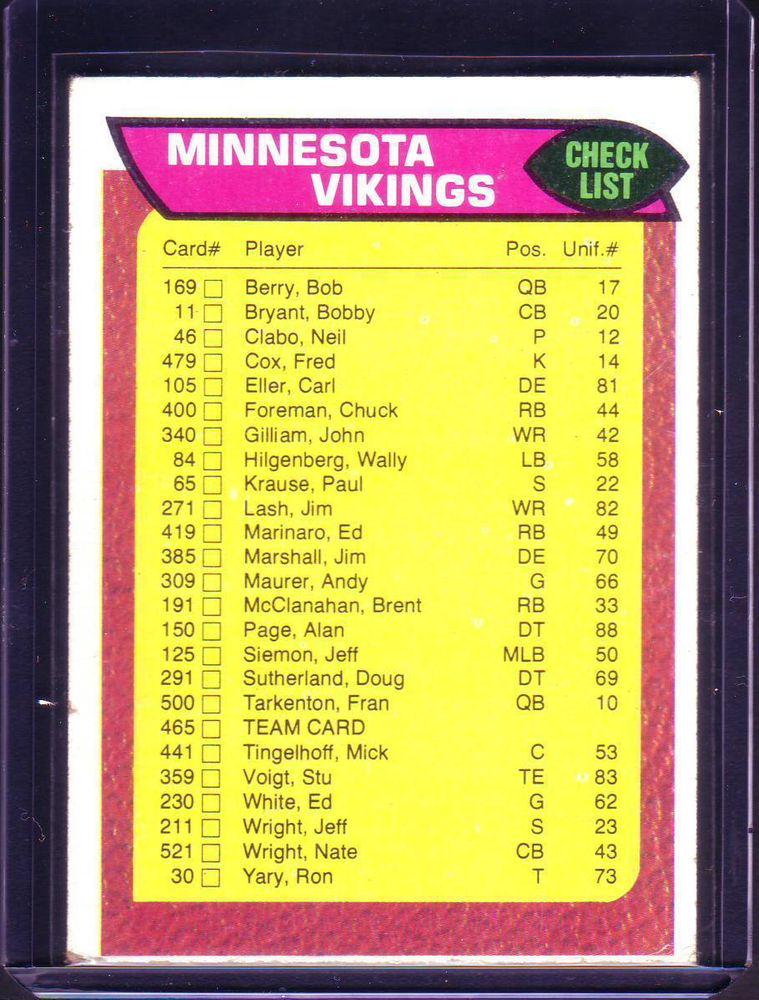 MINNESOTA
VIKINGS
CHECK
LIST
Card# Player Pos. Unif.#
169 Berry, Bob QB 17
11 Bryant, Bobby CB 20
46 Clabo, Neil P 12
479 Cox, Fred K 14
105 Eller, Carl DE 81
400 Foreman, Chuck RB 44
340 Gilliam, John WR 42
84 Hilgenberg, Wally LB 58
65 Krause, Paul S 22
271 Lash, Jim WR 82
419 Marinaro, Ed RB 49
385 Marshall, Jim DE 70
309 Maurer, Andy G 66
191 McClanahan, Brent RB 33
150 Page, Alan DT 88
125 Siemon, Jeff MLB 50
291 Sutherland, Doug DT 69
500 Tarkenton, Fran QB 10
465 TEAM CARD
441 Tingelhoff, Mick C 53
359 Voigt, Stu TE 83
230 White, Ed G 62
211 Wright, Jeff S 23
521 Wright, Nate CB 43
30 Yary, Ron T 73